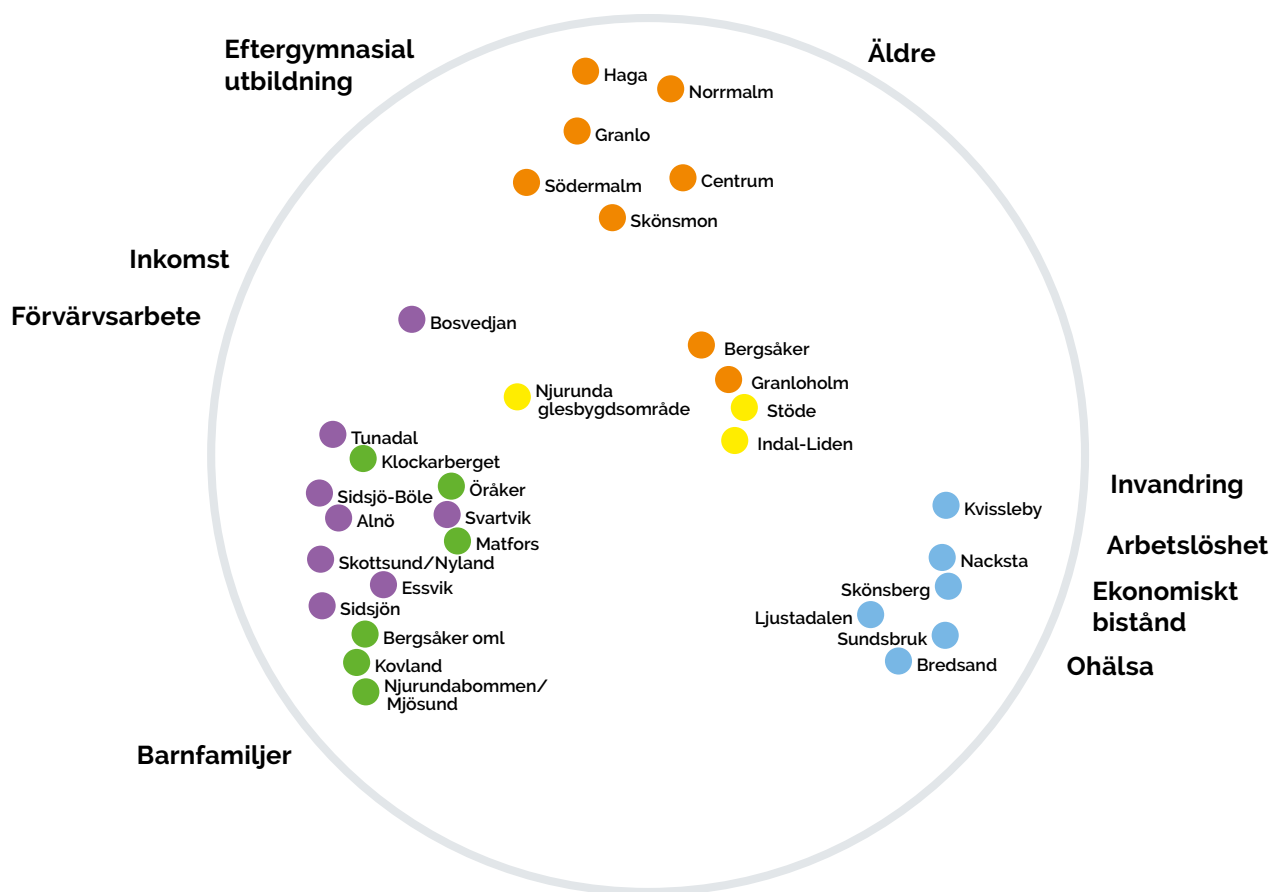 Eftergymnasial
utbildning
Äldre
Haga
Norrmalm
Granlo
Södermalm
Centrum
Skönsmon
Inkomst
Förvärvsarbete
Bosvedjan
Bergsåker
Granloholm
Njurunda
glesbygdsområde
Stöde
Indal-Liden
Tunadal
Klockarberget
Öråker
Sidsjö-Böle
Alnö
Svartvik
Matfors
Skottsund/Nyland
Essvik
Sidsjön
Bergsåker oml
Kovland
Njurundabommen/
Mjösund
Kvissleby
Nacksta
Skönsberg
Ljustadalen
Sundsbruk
Bredsand
Invandring
Arbetslöshet
Ekonomiskt
bistånd
Ohälsa
Barnfamiljer